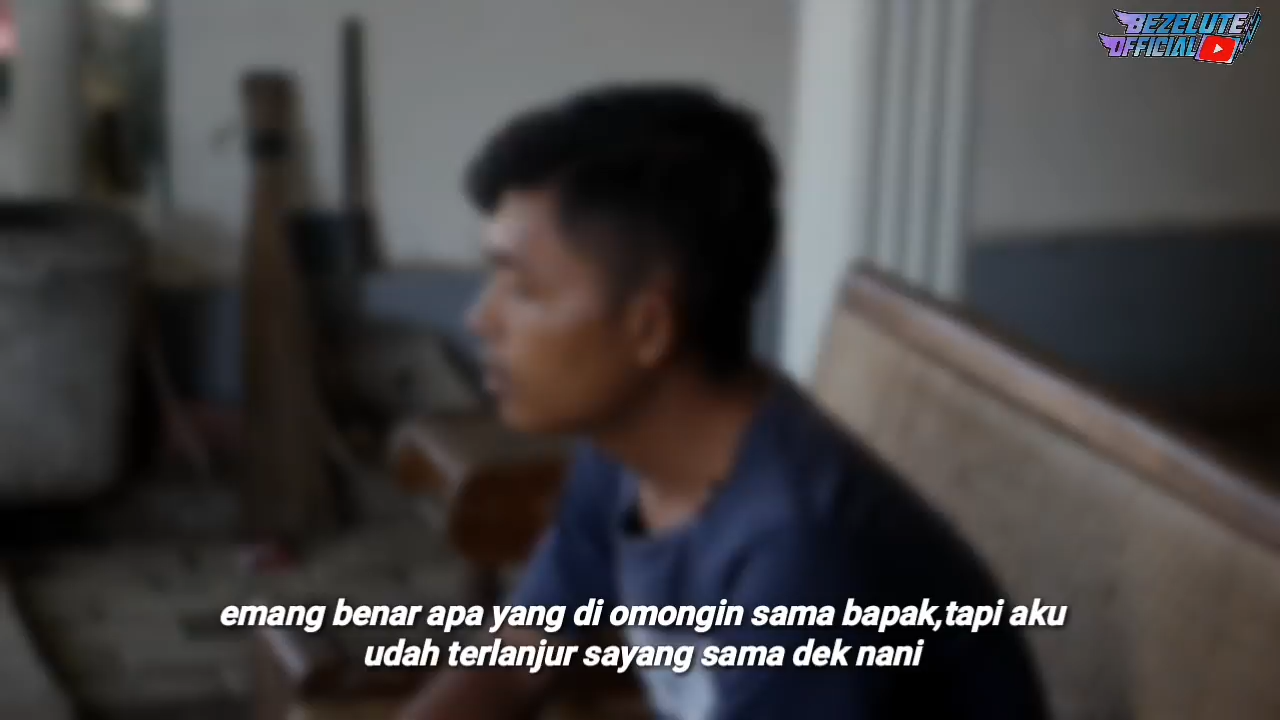 BEZELUTE
OFFICIAL
emang benar apa yang di omongin sama bapak,tapi aku
udah terlanjur sayang sama dek nani